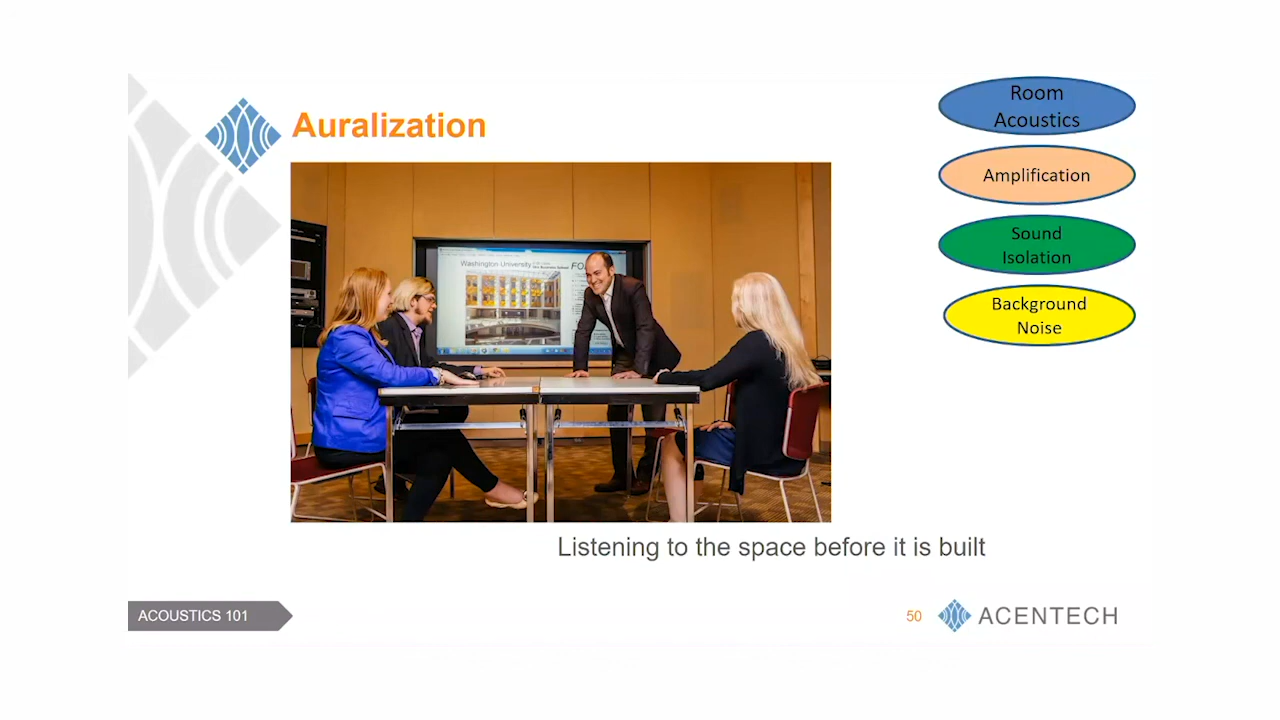 Auralization
Room
Acoustics
Amplification
Sound
Isolation
Background
Noise
Washington University
Listening to the space before it is built
ACOUSTICS 101
50
ACENTECH